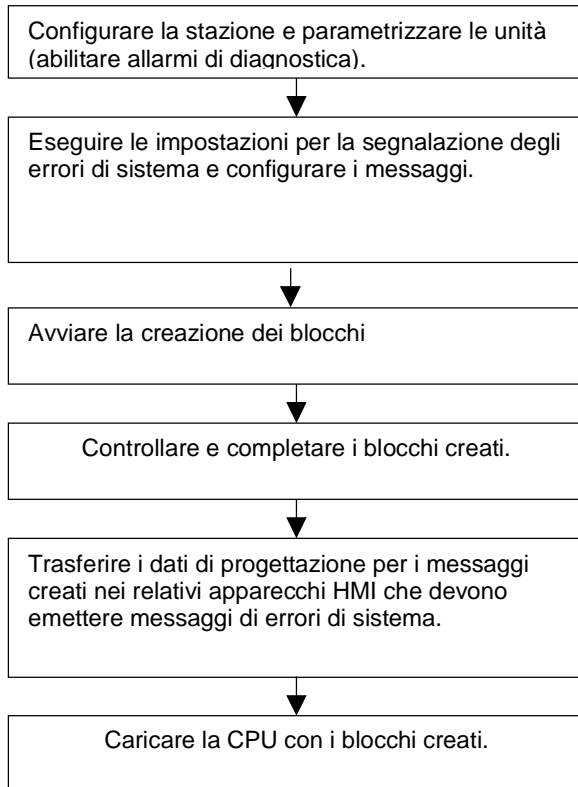 Configurare la stazione e parametrizzare le unità
(abilitare allarmi di diagnostica).
Eseguire le impostazioni per la segnalazione degli
errori di sistema e configurare i messaggi.
Avviare la creazione dei blocchi
Controllare e completare i blocchi creati.
Trasferire i dati di progettazione per i messaggi
creati nei relativi apparecchi HMI che devono
emettere messaggi di errori di sistema.
Caricare la CPU con i blocchi creati.